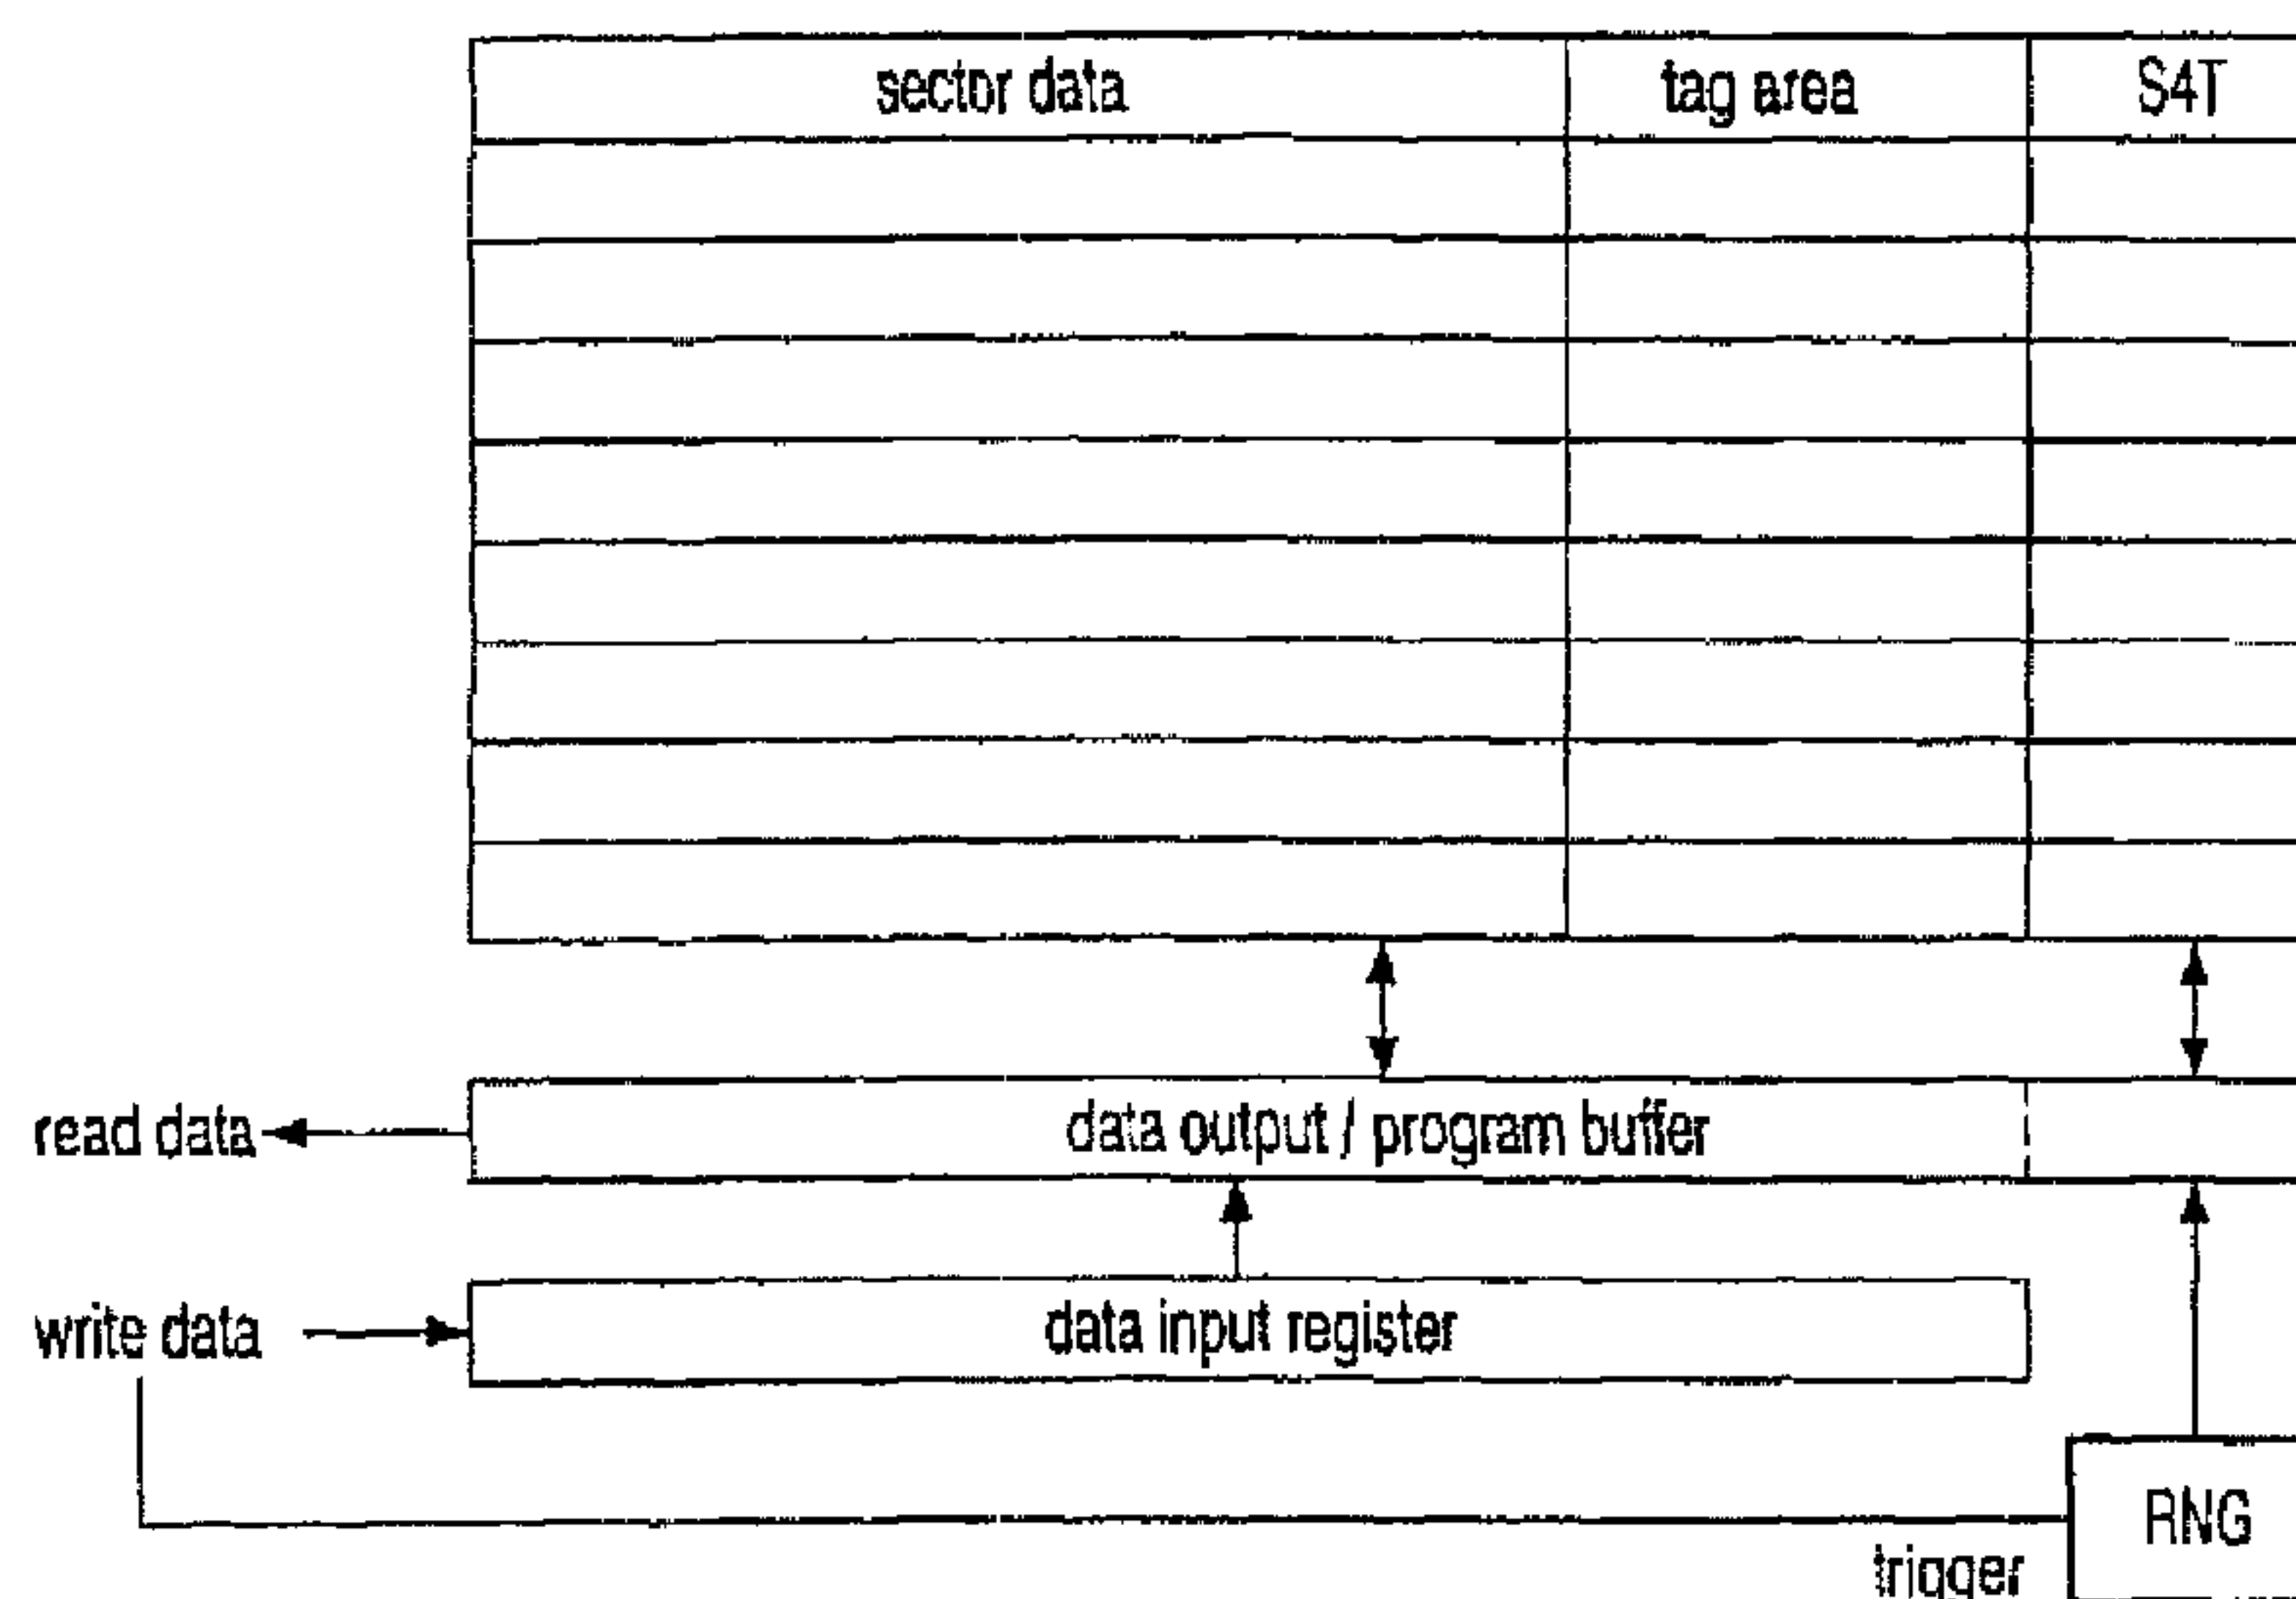 sector data tag area S4T
read data data output / program buffer
write data data input register
RNG
trigger